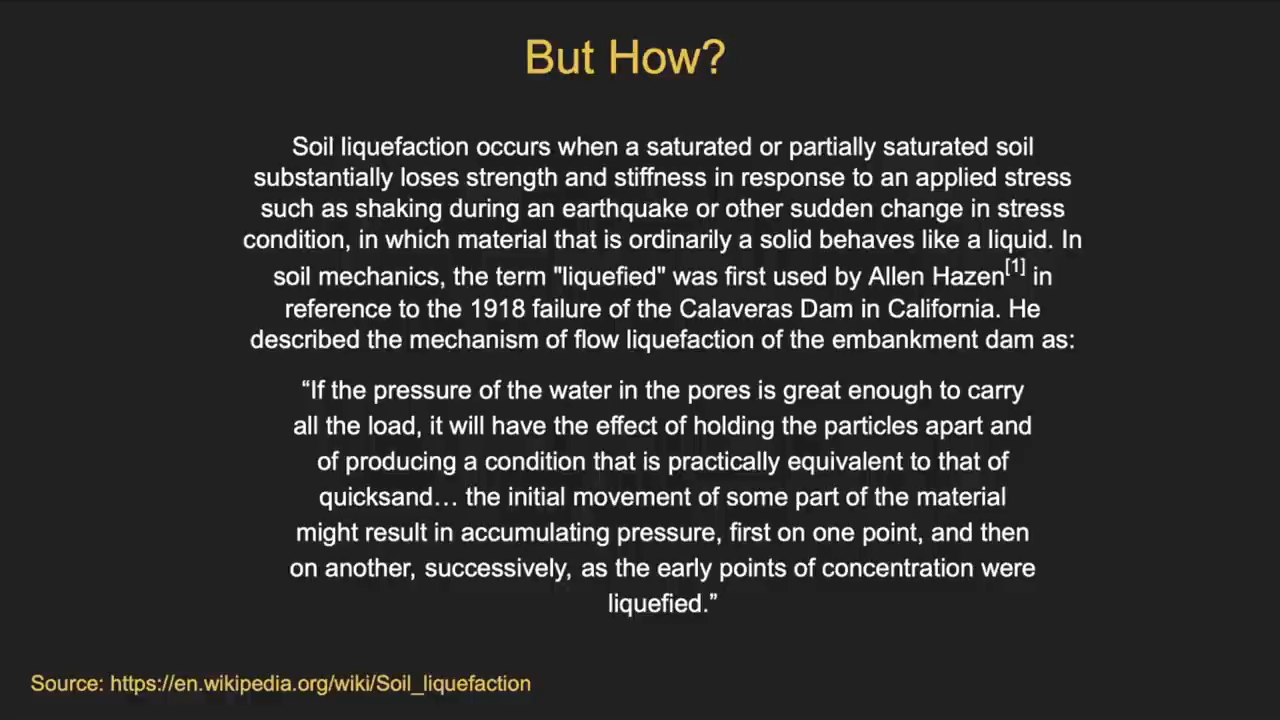 But How?
Soil liquefaction occurs when a saturated or partially saturated soil
substantially loses strength and stiffness in response to an applied stress
such as shaking during an earthquake or other sudden change in stress
condition, in which material that is ordinarily a solid behaves like a liquid. In
soil mechanics, the term "liquefied" was first used by Allen Hazen[1] in
reference to the 1918 failure of the Calaveras Dam in California. He
described the mechanism of flow liquefaction of the embankment dam as:
“If the pressure of the water in the pores is great enough to carry
all the load, it will have the effect of holding the particles apart and
of producing a condition that is practically equivalent to that of
quicksand… the initial movement of some part of the material
might result in accumulating pressure, first on one point, and then
on another, successively, as the early points of concentration were
liquefied.”
Source: https://en.wikipedia.org/wiki/Soil_liquefaction